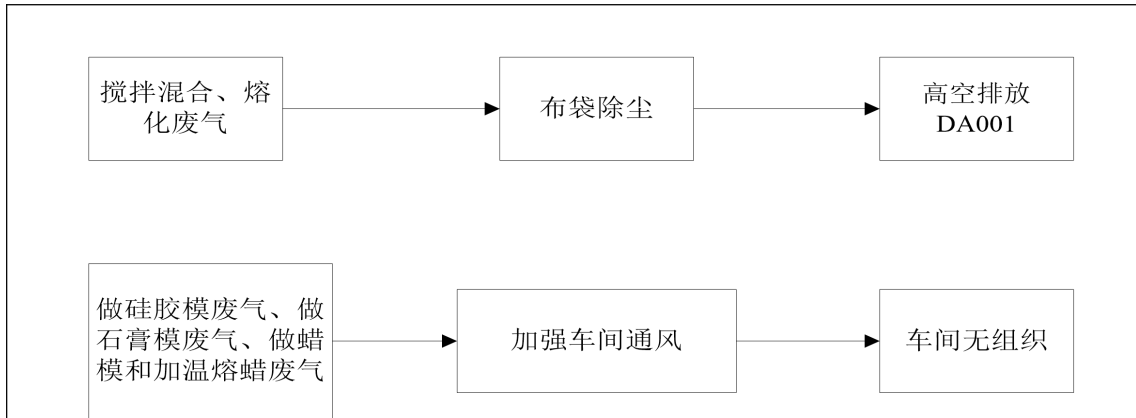 搅拌混合、熔
化废气
布袋除尘
高空排放
DA001
做硅胶模废气、做
石膏模废气、做蜡
模和加温熔蜡废气
加强车间通风
车间无组织